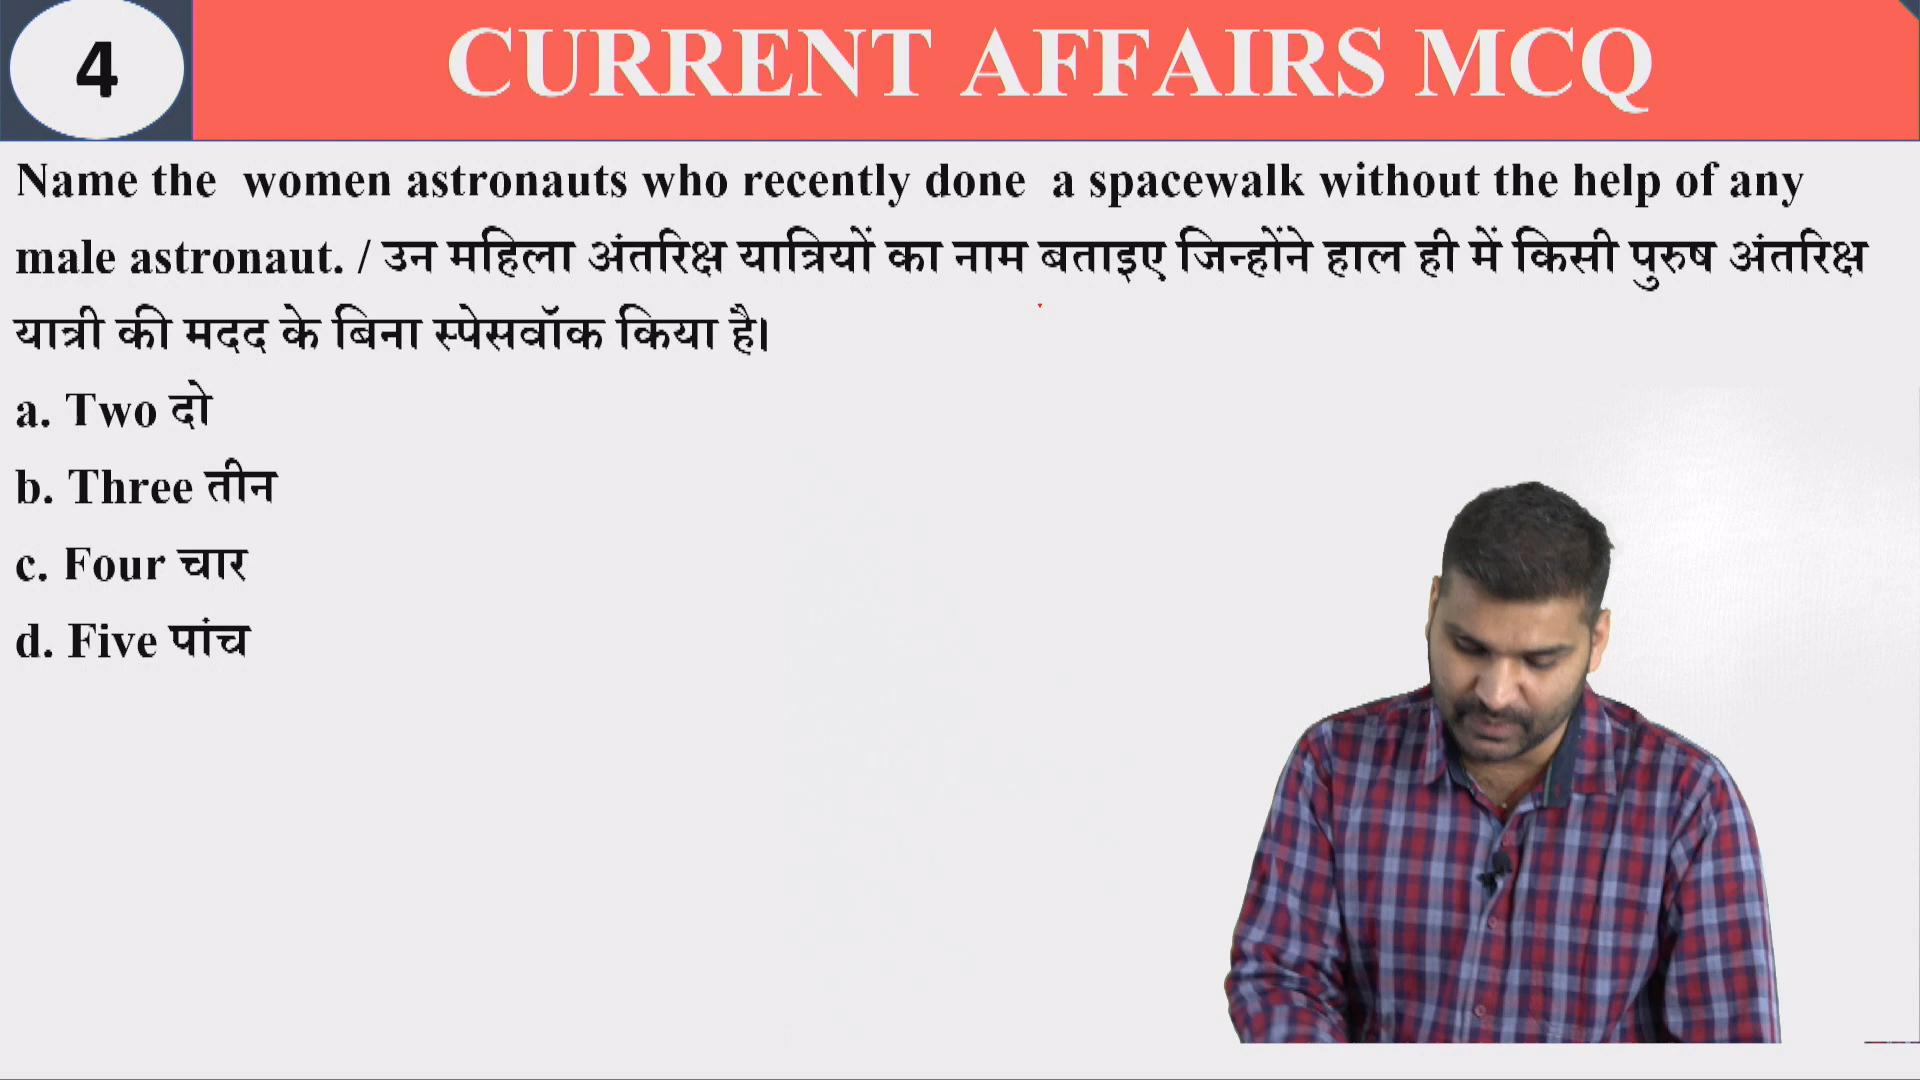 4
CURRENT AFFAIRS MCQ
Name the women astronauts who recently done a spacewalk without the help of any
male astronaut. / उन महिला अंतरिक्ष यात्रियों का नाम बताइए जिन्होंने हाल ही में किसी पुरुष अंतरिक्ष
यात्री की मदद के बिना स्पेसवॉक किया है।
a. Two दो
b. Three तीन
c. Four चार
d. Five पांच